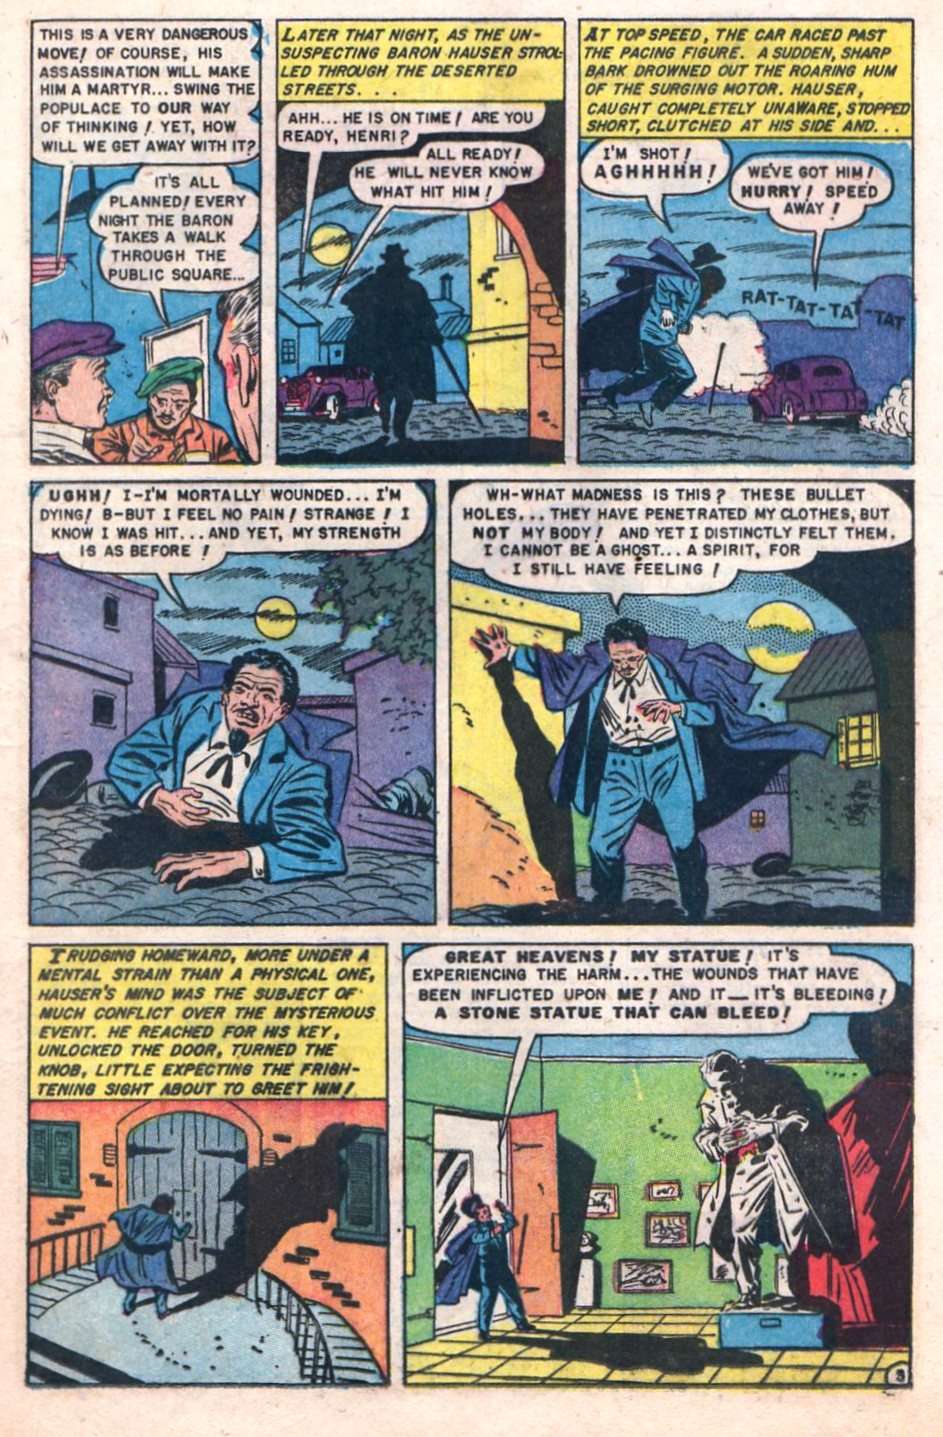 THIS IS A VERY DANGEROUS
MOVE! OF COURSE, HIS
ASSASSINATION WILL MAKE
HIM A MARTYR... SWING THE
POPULACE TO OUR WAY
OF THINKING! YET, HOW
WILL WE GET AWAY WITH IT?
IT'S ALL
PLANNED! EVERY
NIGHT THE BARON
TAKES A WALK
THROUGH THE
PUBLIC SQUARE...
LATER THAT NIGHT, AS THE UN-
SUSPECTING BARON HAUSER STROL-
LED THROUGH THE DESERTED
STREETS. . .
AHH... HE IS ON TIME! ARE YOU
READY, HENRI?
ALL READY!
HE WILL NEVER KNOW
WHAT HIT HIM!
AT TOP SPEED, THE CAR RACED PAST
THE PACING FIGURE. A SUDDEN, SHARP
BARK DROWNED OUT THE ROARING HUM
OF THE SURGING MOTOR. HAUSER,
CAUGHT COMPLETELY UNAWARE, STOPPED
SHORT, CLUTCHED AT HIS SIDE AND...
I'M SHOT!
AGHHHHH!
WE'VE GOT HIM!
HURRY! SPEED
AWAY!
RAT-TAT-TAT-TAT
UGHH! I-I'M MORTALLY WOUNDED... I'M
DYING! B-BUT I FEEL NO PAIN! STRANGE! I
KNOW I WAS HIT...AND YET, MY STRENGTH
IS AS BEFORE!
WH-WHAT MADNESS IS THIS? THESE BULLET
HOLES... THEY HAVE PENETRATED MY CLOTHES, BUT
NOT MY BODY! AND YET I DISTINCTLY FELT THEM.
I CANNOT BE A GHOST... A SPIRIT, FOR
I STILL HAVE FEELING!
TRUDGING HOMEWARD, MORE UNDER A
MENTAL STRAIN THAN A PHYSICAL ONE,
HAUSER'S MIND WAS THE SUBJECT OF
MUCH CONFLICT OVER THE MYSTERIOUS
EVENT. HE REACHED FOR HIS KEY,
UNLOCKED THE DOOR, TURNED THE
KNOB, LITTLE EXPECTING THE FRIGH-
TENING SIGHT ABOUT TO GREET HIM!
GREAT HEAVENS! MY STATUE! IT'S
EXPERIENCING THE HARM...THE WOUNDS THAT HAVE
BEEN INFLICTED UPON ME! AND IT— IT'S BLEEDING!
A STONE STATUE THAT CAN BLEED!
3